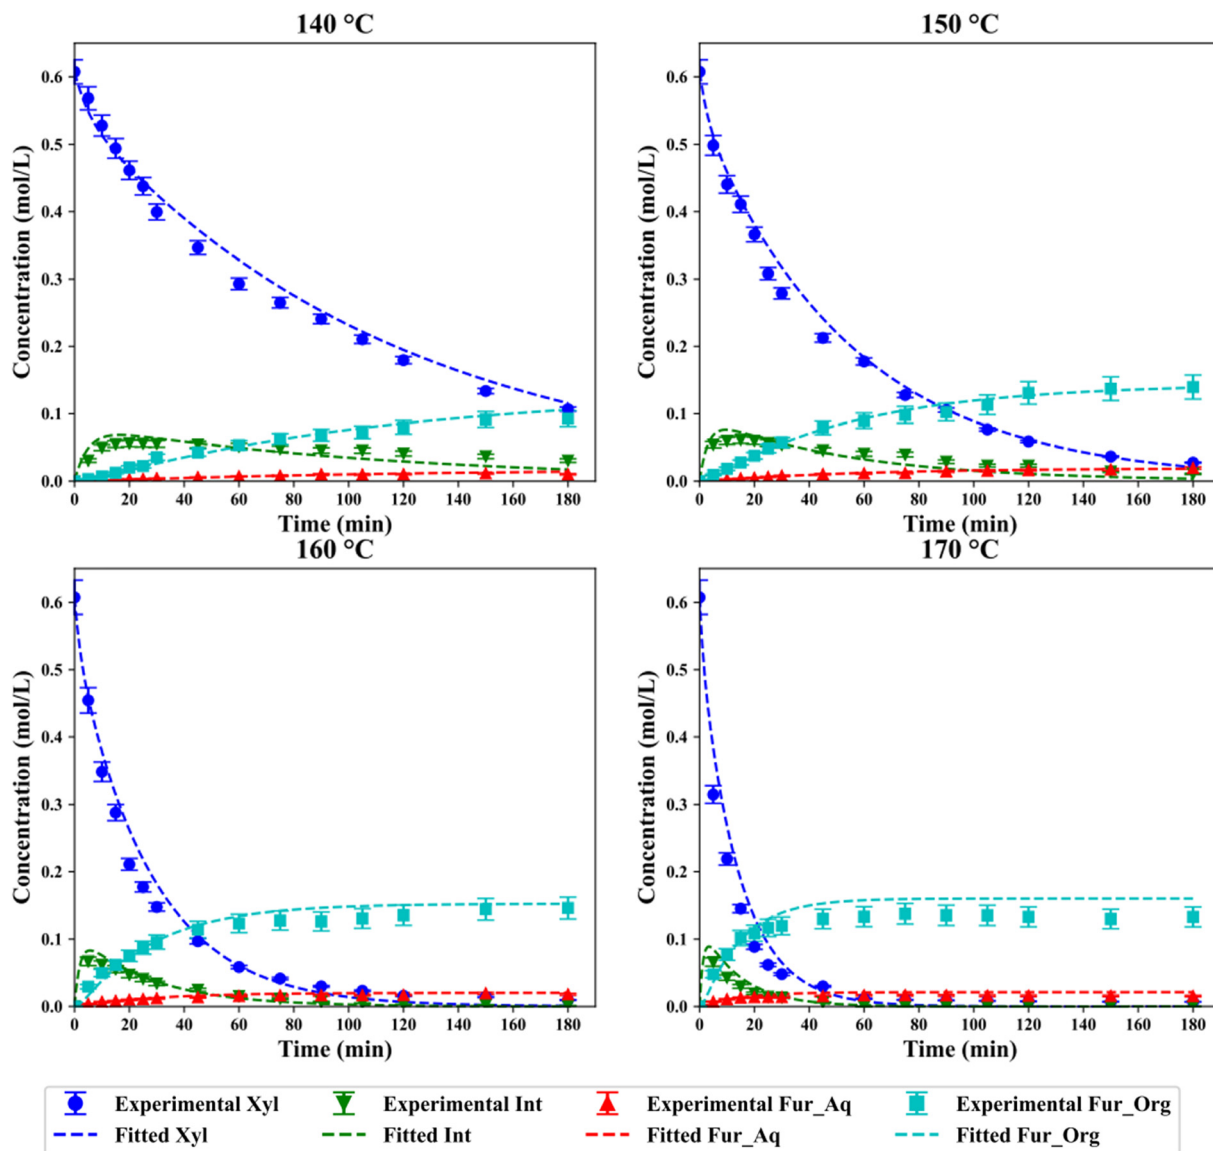 140 °C
150 °C
Concentration (mol/L)
0.6
0.5
0.4
0.3
0.2
0.1
0.0
0 20 40 60 80 100 120 140 160 180
Time (min)
Concentration (mol/L)
0.6
0.5
0.4
0.3
0.2
0.1
0.0
0 20 40 60 80 100 120 140 160 180
Time (min)
160 °C
170 °C
Concentration (mol/L)
0.6
0.5
0.4
0.3
0.2
0.1
0.0
0 20 40 60 80 100 120 140 160 180
Time (min)
Concentration (mol/L)
0.6
0.5
0.4
0.3
0.2
0.1
0.0
0 20 40 60 80 100 120 140 160 180
Time (min)
Experimental Xyl Experimental Int Experimental Fur_Aq Experimental Fur_Org
Fitted Xyl Fitted Int Fitted Fur_Aq Fitted Fur_Org